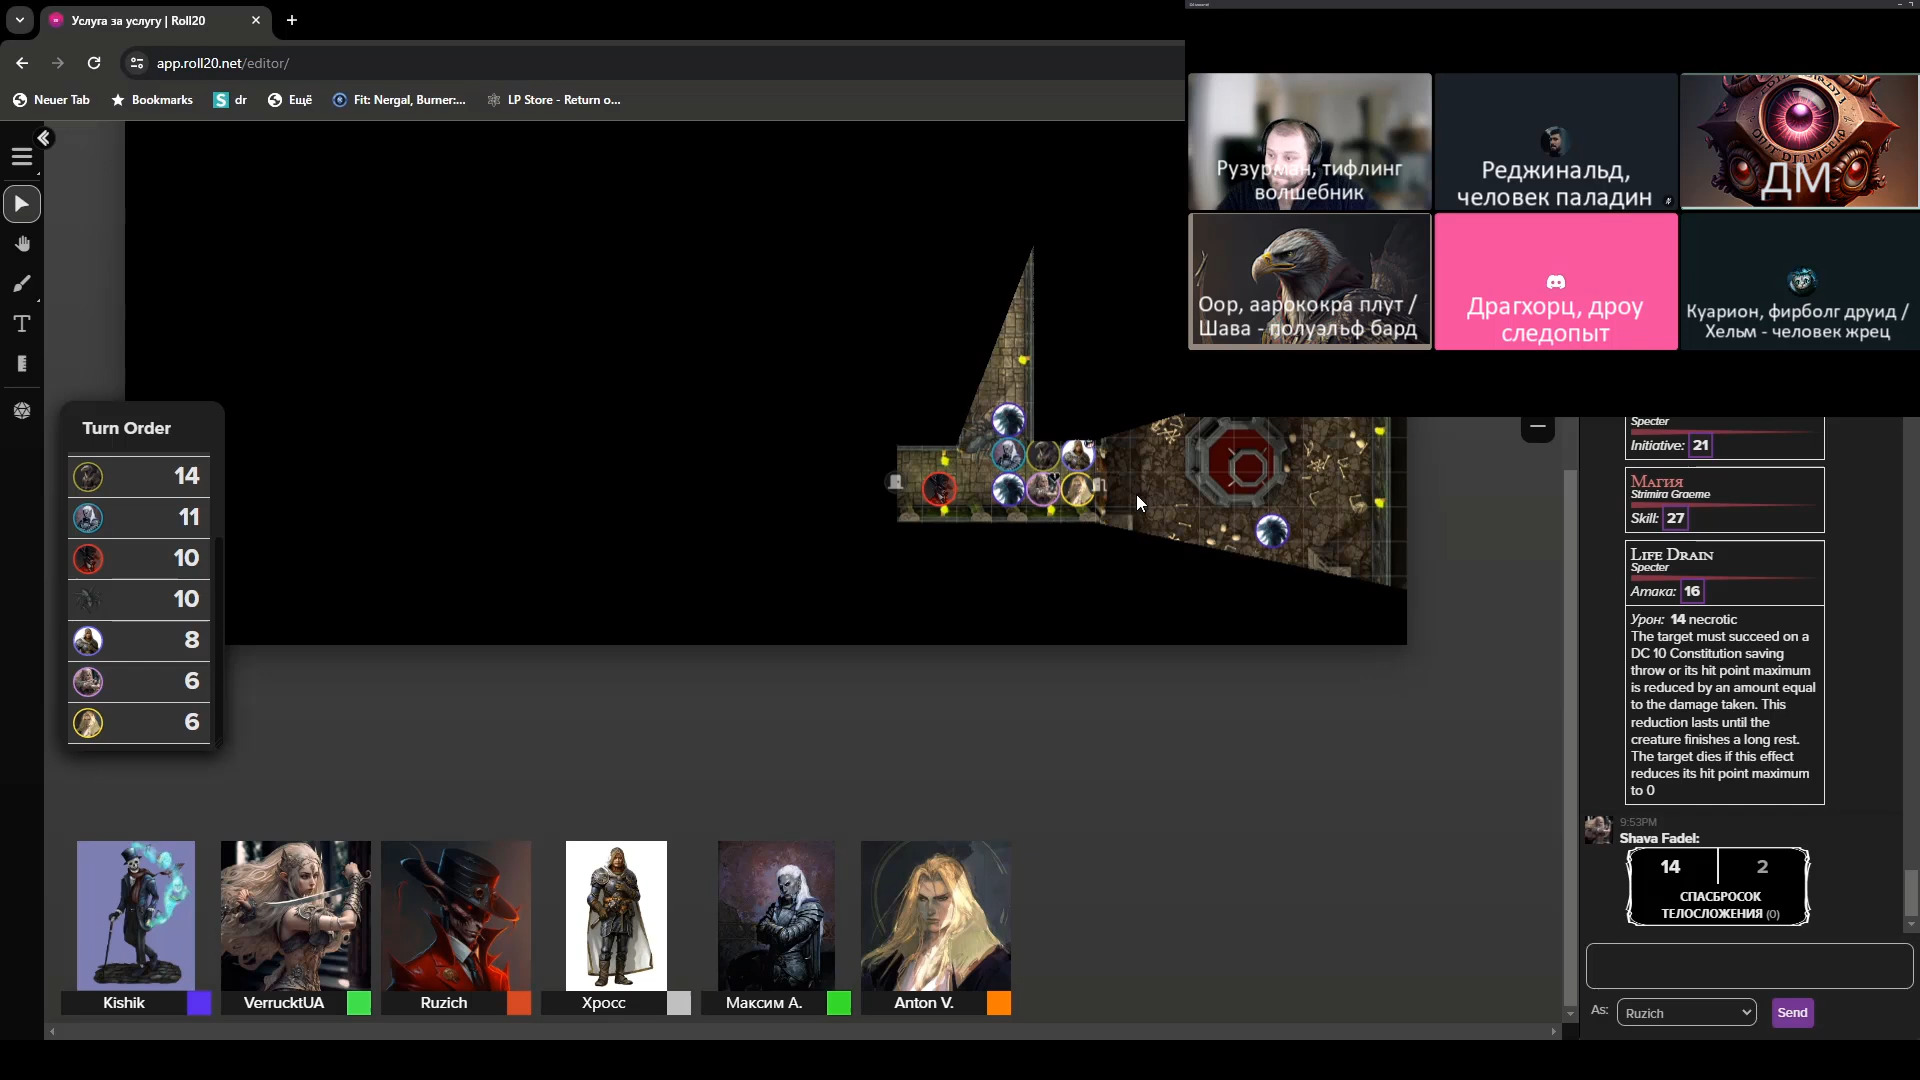 Услуга за услугу | Roll20
app.roll20.net/editor/
Neuer Tab
Bookmarks
dr
Ещё
Fit: Nergal, Burner:...
LP Store - Return o...
Рузурман, тифлинг
волшебник
Реджинальд,
человек паладин
ДМ
Оор, аарококра плут /
Шава - полуэльф бард
Драгхорц, дроу
следопыт
Куарион, фирболг друид /
Хельм - человек жрец
Turn Order
14
11
10
10
8
6
6
Specter
Initiative: 21
Магия
Strimira Graeme
Skill: 27
Life Drain
Specter
Атака: 16
Урон: 14 necrotic
The target must succeed on a
DC 10 Constitution saving
throw or its hit point maximum
is reduced by an amount equal
to the damage taken. This
reduction lasts until the
creature finishes a long rest.
The target dies if this effect
reduces its hit point maximum
to 0
9:53PM
Shava Fadel:
14 2
СПАСБРОСОК
ТЕЛОСЛОЖЕНИЯ (0)
Kishik
VerrucktUA
Ruzich
Хросс
Максим А.
Anton V.
As: Ruzich
Send